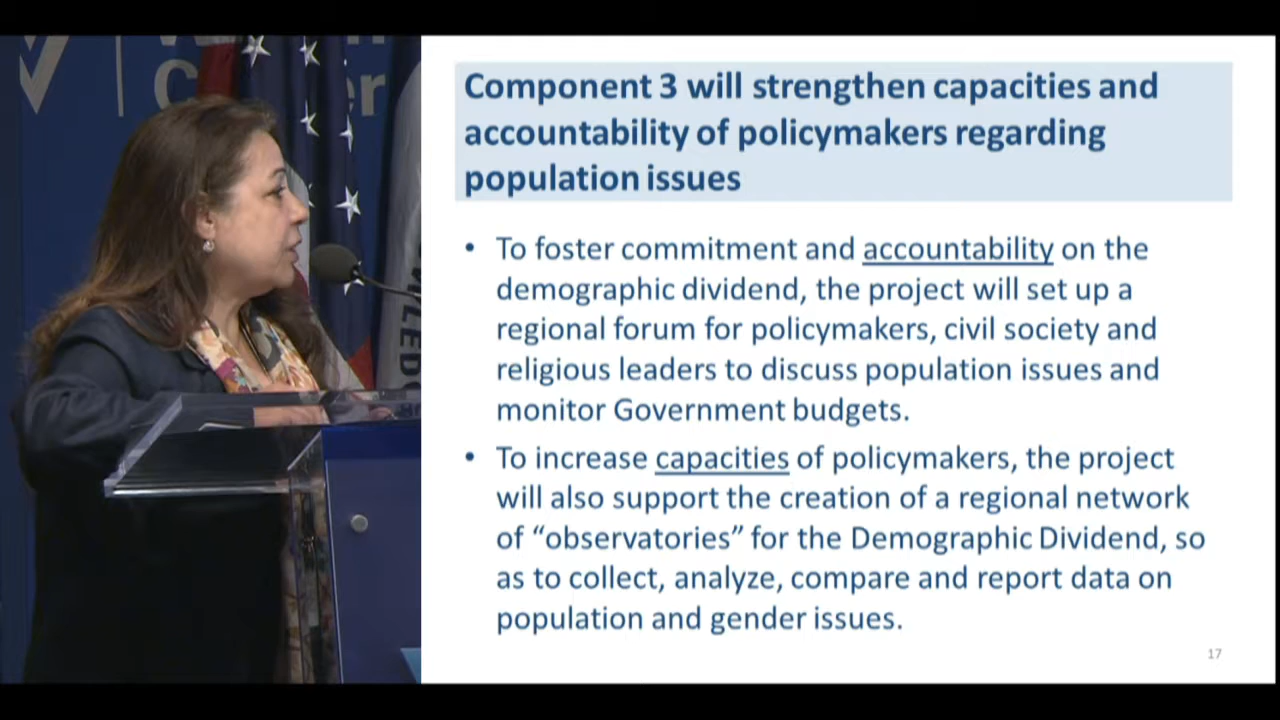 Component 3 will strengthen capacities and
accountability of policymakers regarding
population issues
• To foster commitment and accountability on the
demographic dividend, the project will set up a
regional forum for policymakers, civil society and
religious leaders to discuss population issues and
monitor Government budgets.
• To increase capacities of policymakers, the project
will also support the creation of a regional network
of “observatories” for the Demographic Dividend, so
as to collect, analyze, compare and report data on
population and gender issues.
17